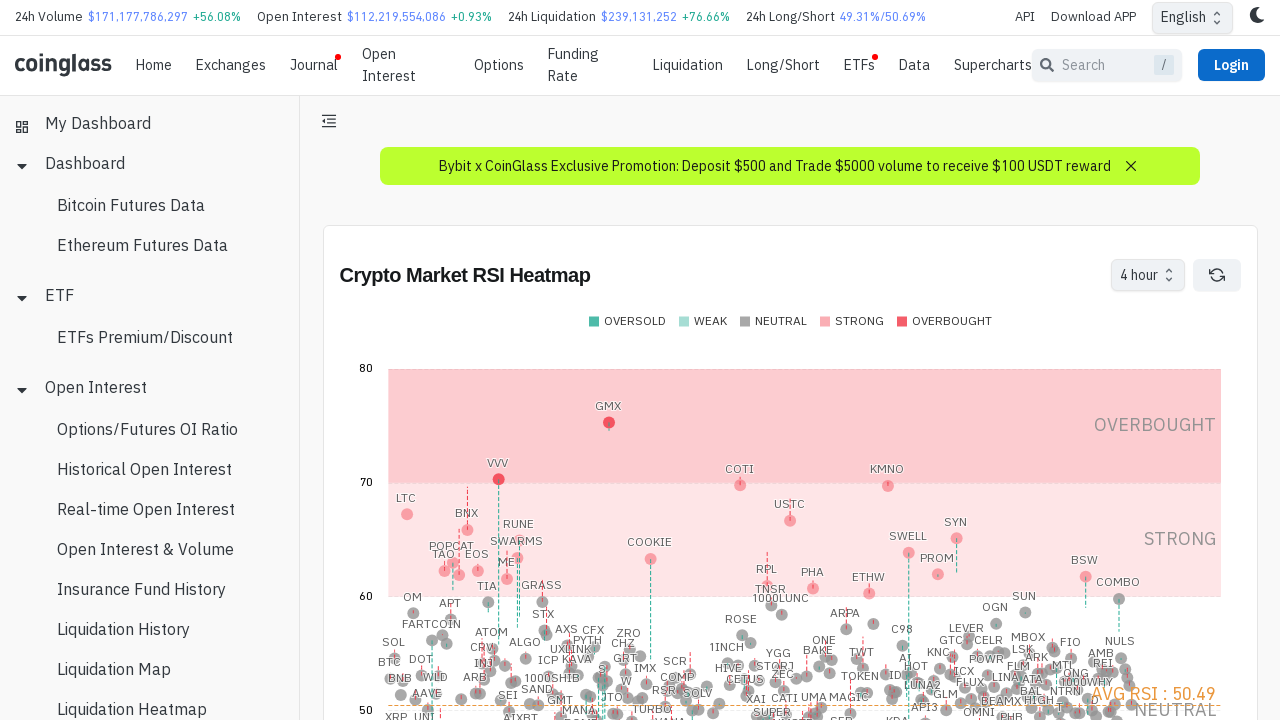 24h Volume $171,177,786,297 +56.08% Open Interest $112,219,554,086 +0.93% 24h Liquidation $239,131,252 +76.66% 24h Long/Short 49.31%/50.69% API Download APP English
coinglass Home Exchanges Journal Open Interest Options Funding Rate Liquidation Long/Short ETFs Data Supercharts Search / Login
My Dashboard
Dashboard
Bitcoin Futures Data
Ethereum Futures Data
ETF
ETFs Premium/Discount
Open Interest
Options/Futures OI Ratio
Historical Open Interest
Real-time Open Interest
Open Interest & Volume
Insurance Fund History
Liquidation History
Liquidation Map
Liquidation Heatmap
Bybit x CoinGlass Exclusive Promotion: Deposit $500 and Trade $5000 volume to receive $100 USDT reward
Crypto Market RSI Heatmap
4 hour
OVERSOLD WEAK NEUTRAL STRONG OVERBOUGHT
80
GMX
OVERBOUGHT
VVV
COTI KMNO
70
LTC
USTC
BNX
RUNE SYN
SWELL STRONG
POPCAT SWARMS COOKIE
TAO EOS PROM
ME BSW
RPL PHA ETHW
TIA GRASS TNSR COMBO
60
OM 1000LUNC SUN
APT OGN
STX ARPA
FARTCOIN ROSE
ATOM AXS CFX ZRO C98 LEVER
SOL ALGO PYTH CHZ ONE GTC CELR MBOX FIO NULS
CRV UXLINK 1INCH BAKE TWT KNC LSK
BTC DOT INJ ICP KAVA GRT SCR YGG POWR ARK AMB
BNB WLD ARB 1000SHIB W IMX COMP HIVE STORJ ZEC TOKEN ICX FLM MTL REI
AAVE SEI SAND RSR SOLV CETUS LUNA2 FLUX LINA ATA ONG 1000WHY
GMT JTO XAI CATI UMA MAGIC GLM BAL NTRN AVG RSI : 50.49
TURBO SUPER API3 BEAMX HIGH
50 XRP UNI MANA OMNI NEUTRAL